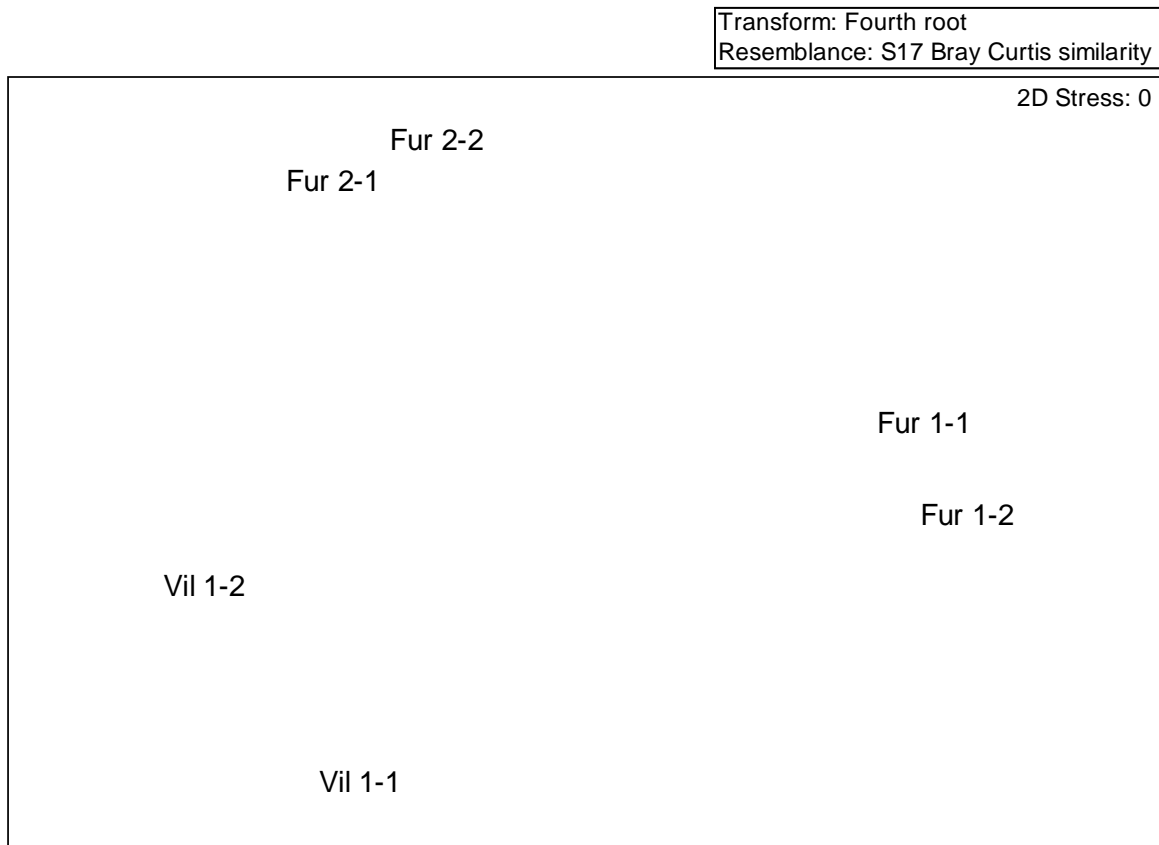 Transform: Fourth root
Resemblance: S17 Bray Curtis similarity
2D Stress: 0
Fur 2-2
Fur 2-1
Fur 1-1
Fur 1-2
Vil 1-2
Vil 1-1